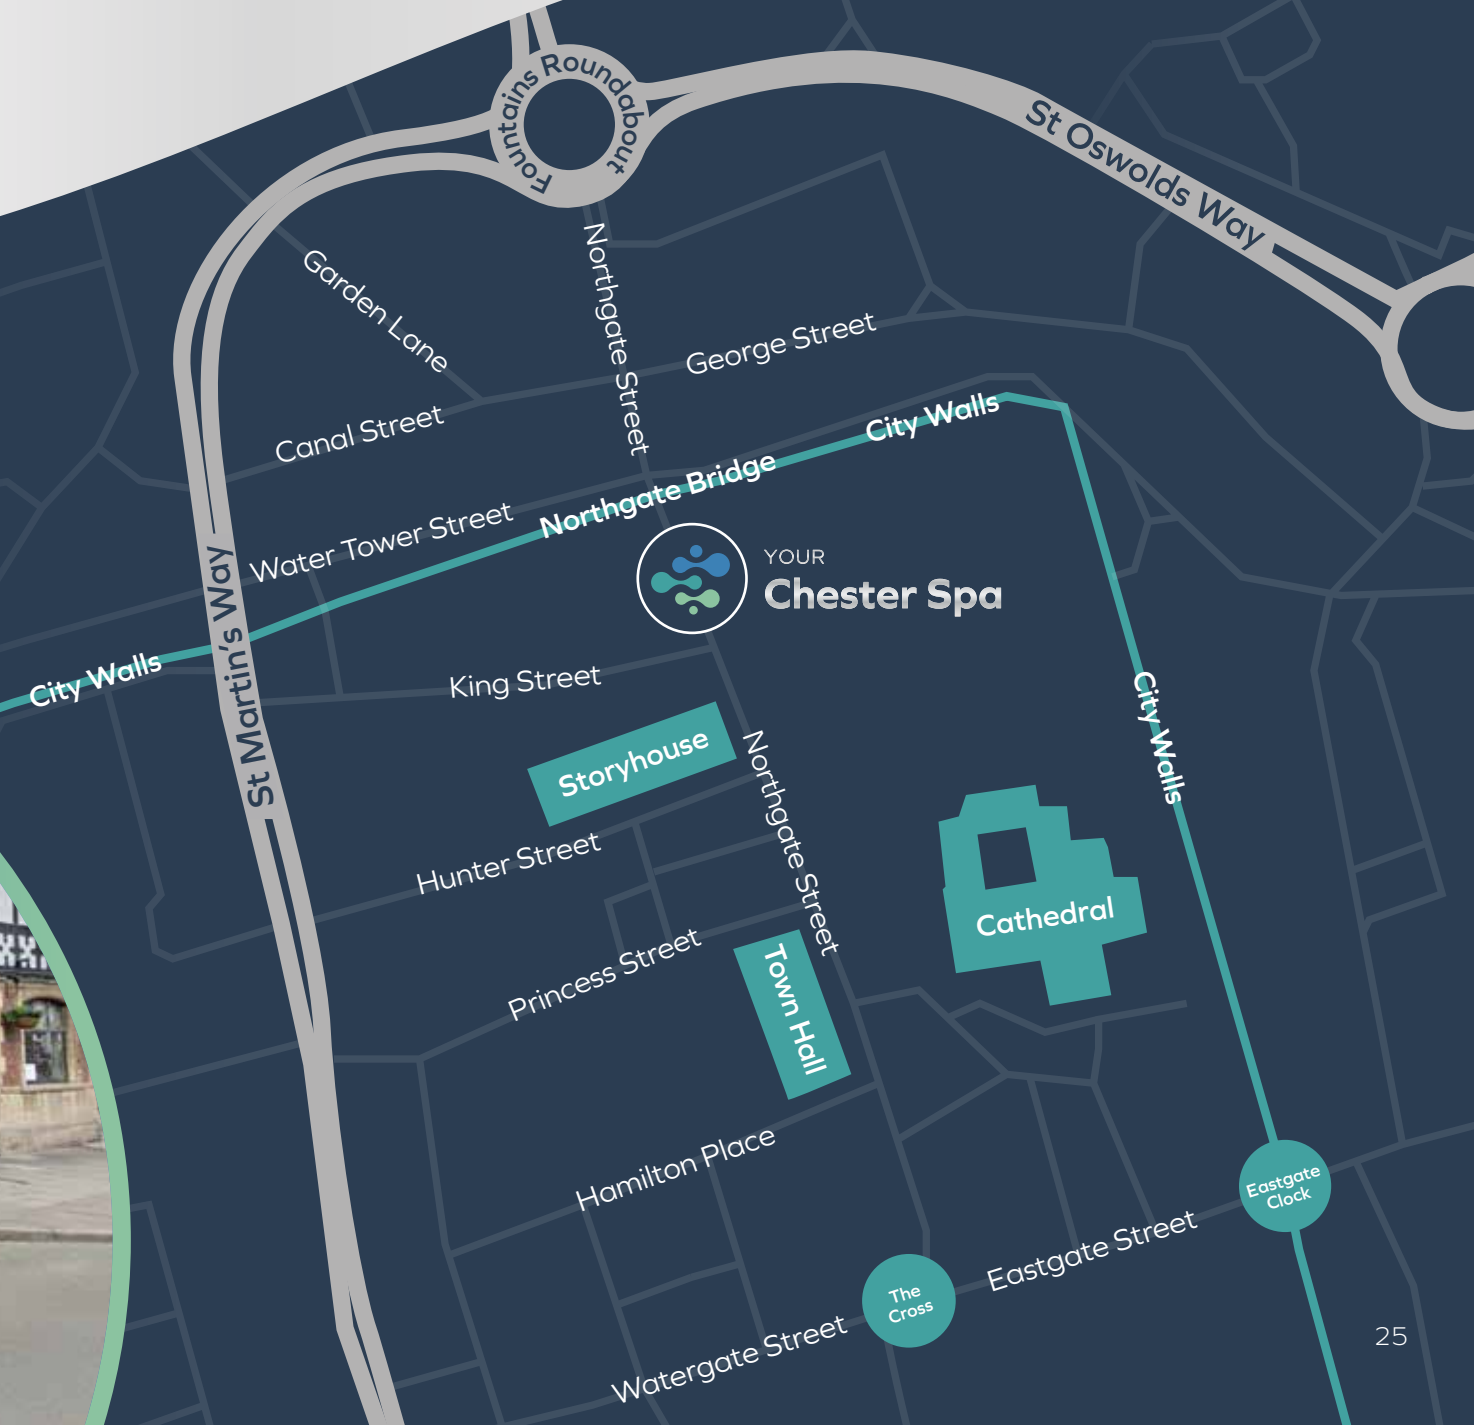 Fountains Roundabout
St Oswolds Way
Garden Lane
Northgate Street
George Street
Canal Street
City Walls
Northgate Bridge
Water Tower Street
YOUR
Chester Spa
St Martin's Way
City Walls
King Street
City Walls
Storyhouse
Northgate Street
Hunter Street
Cathedral
Princess Street
Town Hall
Hamilton Place
Eastgate
Clock
Eastgate Street
The
Cross
Watergate Street
25